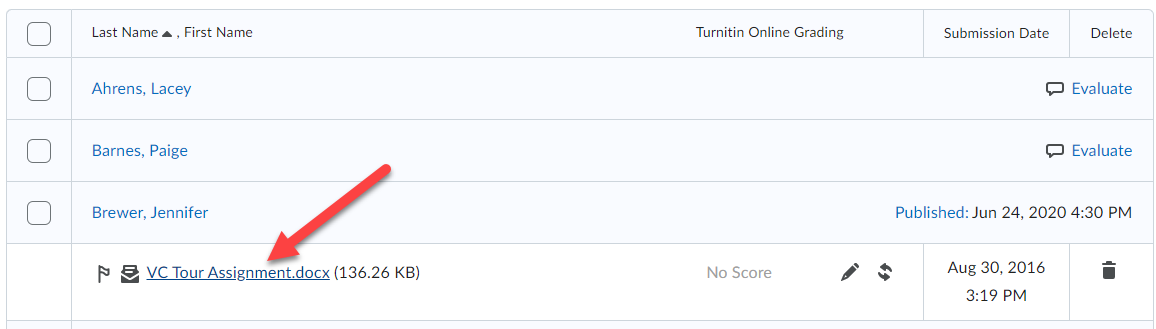 Last Name , First Name Turnitin Online Grading Submission Date Delete
Ahrens, Lacey Evaluate
Barnes, Paige Evaluate
Brewer, Jennifer Published: Jun 24, 2020 4:30 PM
VC Tour Assignment.docx (136.26 KB) No Score Aug 30, 2016
3:19 PM